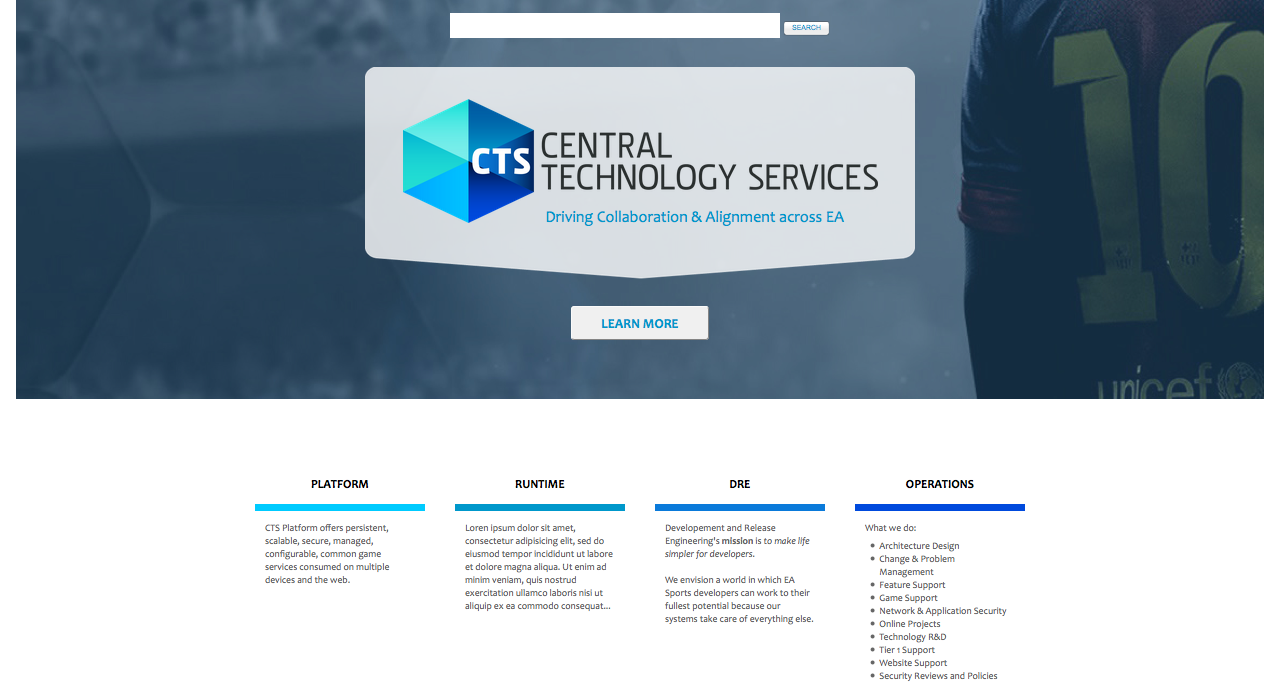 SEARCH
10
CTS
CENTRAL
TECHNOLOGY SERVICES
Driving Collaboration & Alignment across EA
LEARN MORE
unicef
PLATFORM
CTS Platform offers persistent,
scalable, secure, managed,
configurable, common game
services consumed on multiple
devices and the web.
RUNTIME
Loren ipsum dolor sit amet,
consectetur adipisicing elit, sed do
eiusmod tempor incididunt ut labore
et dolore magna aliqua. Ut enim ad
minim veniam, quis nostrud
exercitation ullamco laboris nisi ut
aliquip ex ea commodo consequat...
DRE
Developement and Release
Engineering's mission is to make life
simpler for developers.
We envision a world in which EA
Sports developers can work to their
fullest potential because our
systems take care of everything else.
OPERATIONS
What we do:
• Architecture Design
• Change & Problem
Management
• Feature Support
• Game Support
• Network & Application Security
• Online Projects
• Technology R&D
• Tier 1 Support
• Website Support
• Security Reviews and Policies